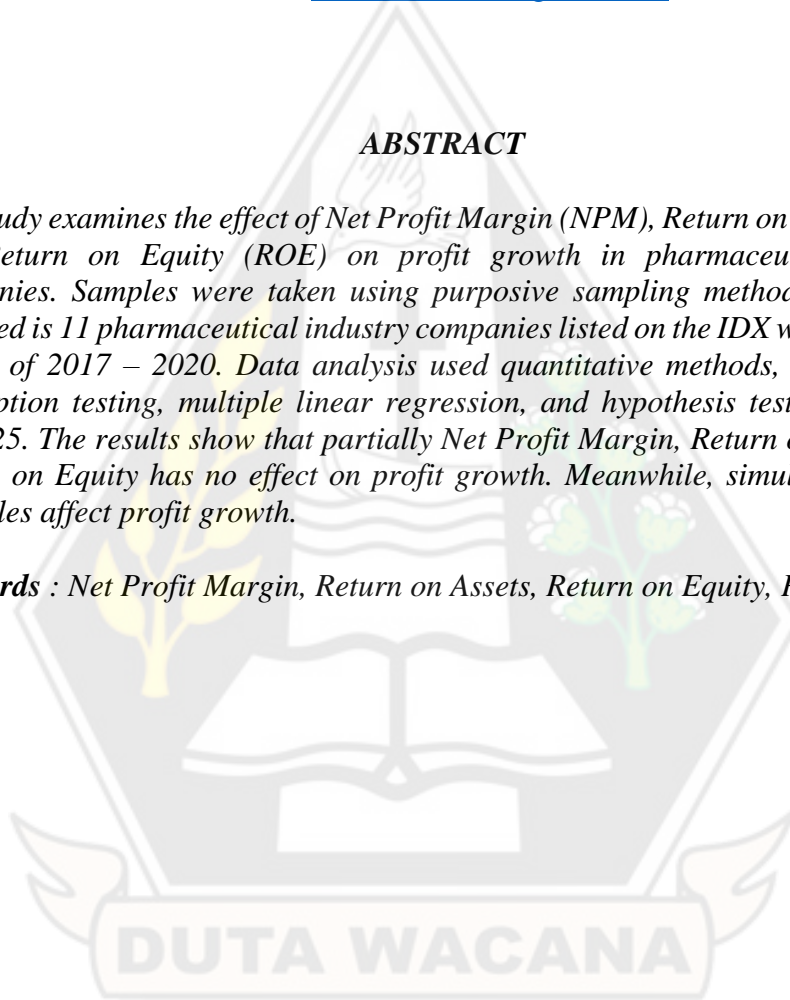 ABSTRACT
udy examines the effect of Net Profit Margin (NPM), Return on
eturn on Equity (ROE) on profit growth in pharmaceu
nies. Samples were taken using purposive sampling metho
ed is 11 pharmaceutical industry companies listed on the IDX w
of 2017 – 2020. Data analysis used quantitative methods,
ption testing, multiple linear regression, and hypothesis test
25. The results show that partially Net Profit Margin, Return
on Equity has no effect on profit growth. Meanwhile, simul
les affect profit growth.
rds : Net Profit Margin, Return on Assets, Return on Equity,
DUTA WACANA